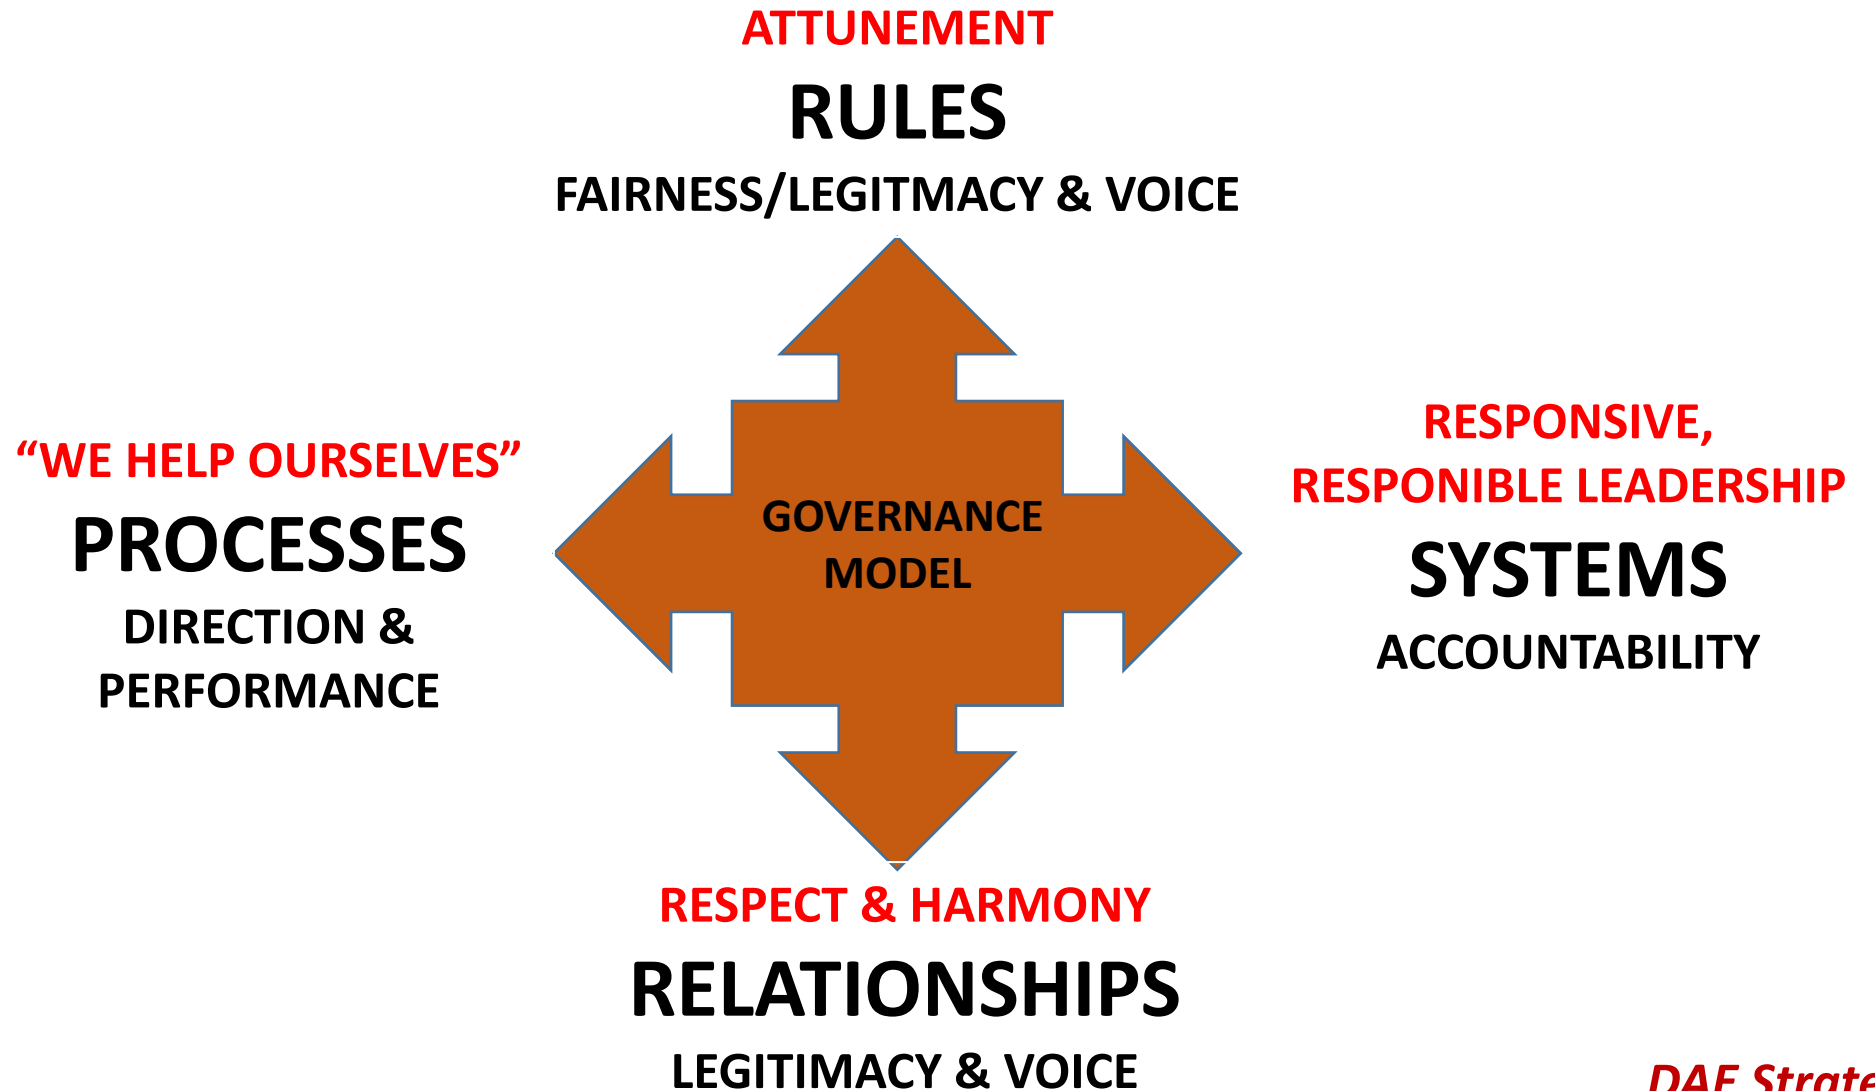 ATTUNEMENT
RULES
FAIRNESS/LEGITMACY & VOICE
“WE HELP OURSELVES”
PROCESSES
DIRECTION &
PERFORMANCE
GOVERNANCE
MODEL
RESPONSIVE,
RESPONIBLE LEADERSHIP
SYSTEMS
ACCOUNTABILITY
RESPECT & HARMONY
RELATIONSHIPS
LEGITIMACY & VOICE